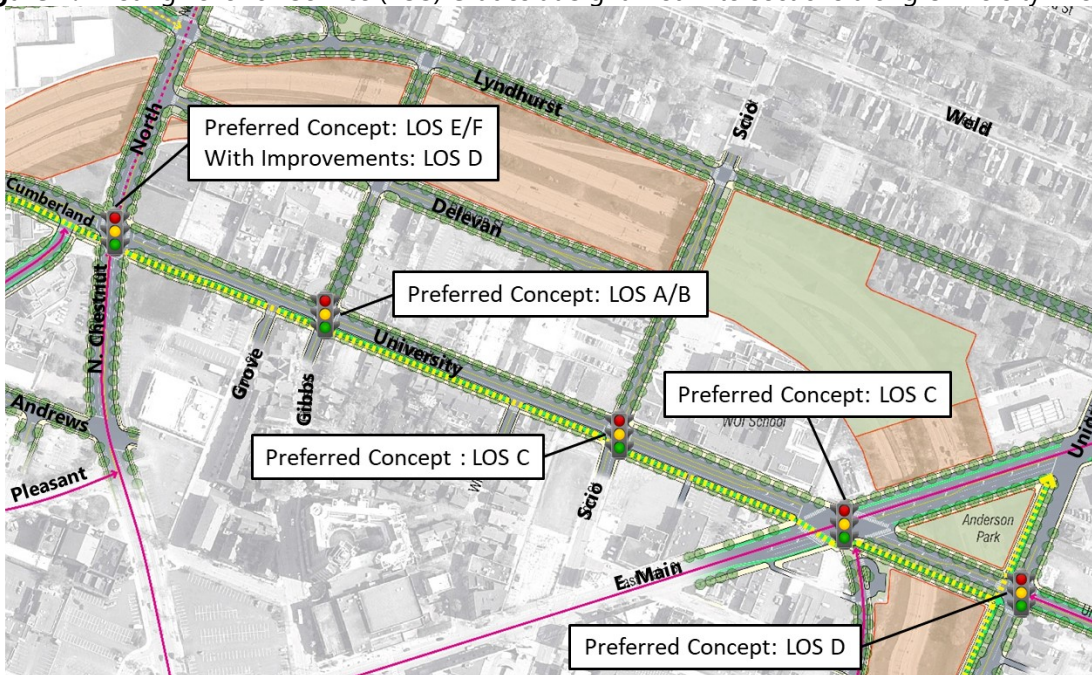 Lyndhurst
Scio
Weld
North
Preferred Concept: LOS E/F
With Improvements: LOS D
Cumberland
Delevan
Preferred Concept: LOS A/B
N Chestnut
University
Grove
Gibbs
Preferred Concept: LOS C
WOI School
Andrews
Preferred Concept : LOS C
Pleasant
Scio
Anderson
Park
E Main
Preferred Concept: LOS D